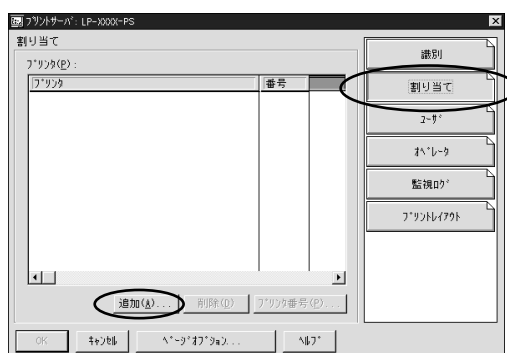 ﾌﾟﾘﾝﾄｻｰﾊﾞ: LP-XXXX-PS
割り当て
ﾌﾟﾘﾝﾀ(P) :
ﾌﾟﾘﾝﾀ
番号
追加(A)...
削除(D)
ﾌﾟﾘﾝﾀ番号(P)...
OK
ｷｬﾝｾﾙ
ﾍﾟｰｼﾞｵﾌﾟｼｮﾝ...
ﾍﾙﾌﾟ
識別
割り当て
ﾕｰｻﾞ
ｵﾍﾟﾚｰﾀ
監視ﾛｸﾞ
ﾌﾟﾘﾝﾄﾚｲｱｳﾄ